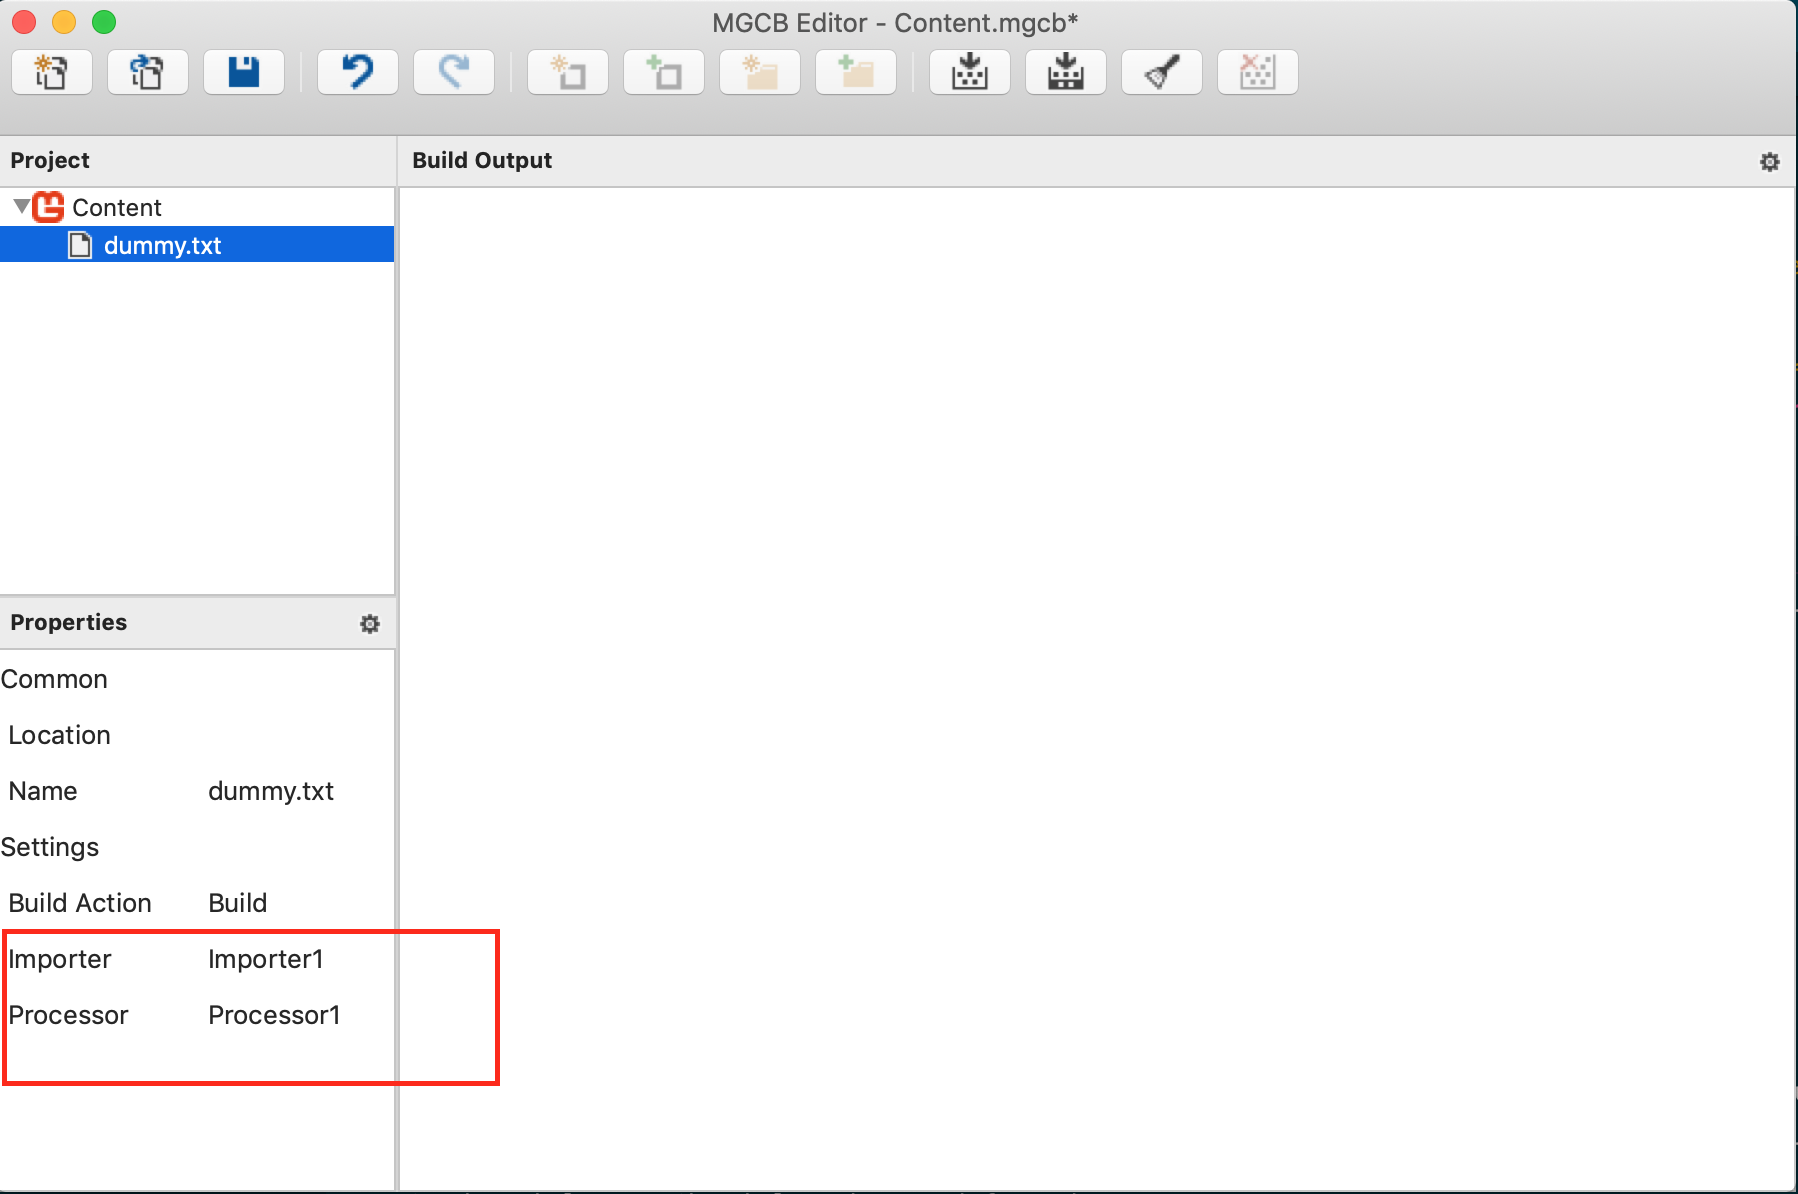 MGCB Editor - Content.mgcb*
Project
Build Output
Content
dummy.txt
Properties
Common
Location
Name dummy.txt
Settings
Build Action Build
Importer Importer1
Processor Processor1